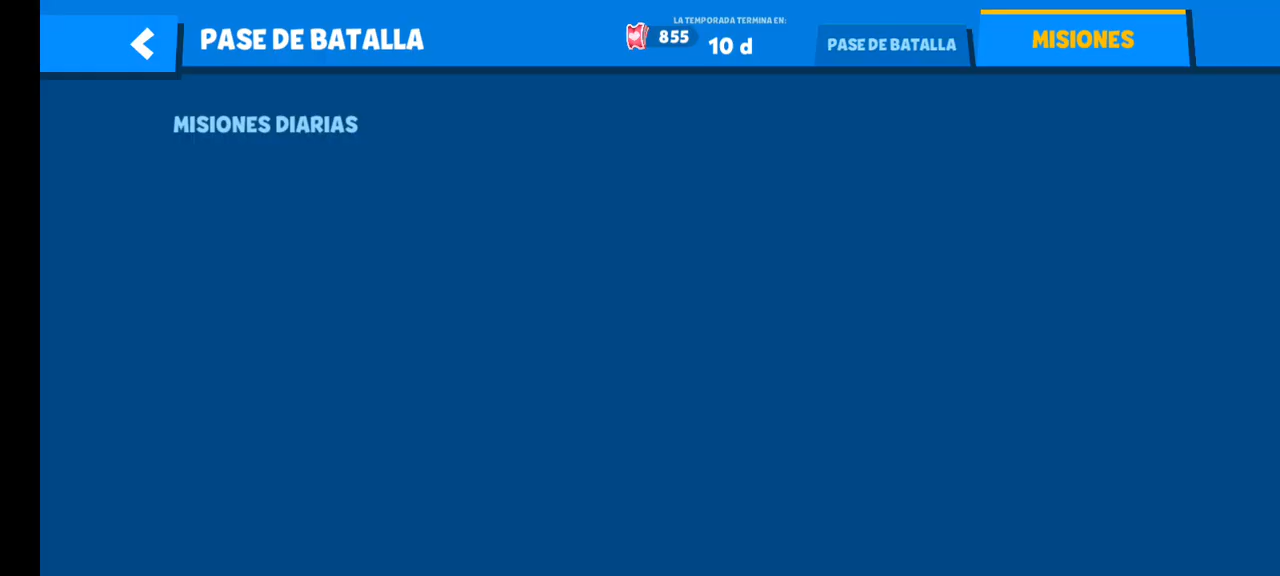 PASE DE BATALLA
855
LA TEMPORADA TERMINA EN:
10 d
PASE DE BATALLA
MISIONES
MISIONES DIARIAS